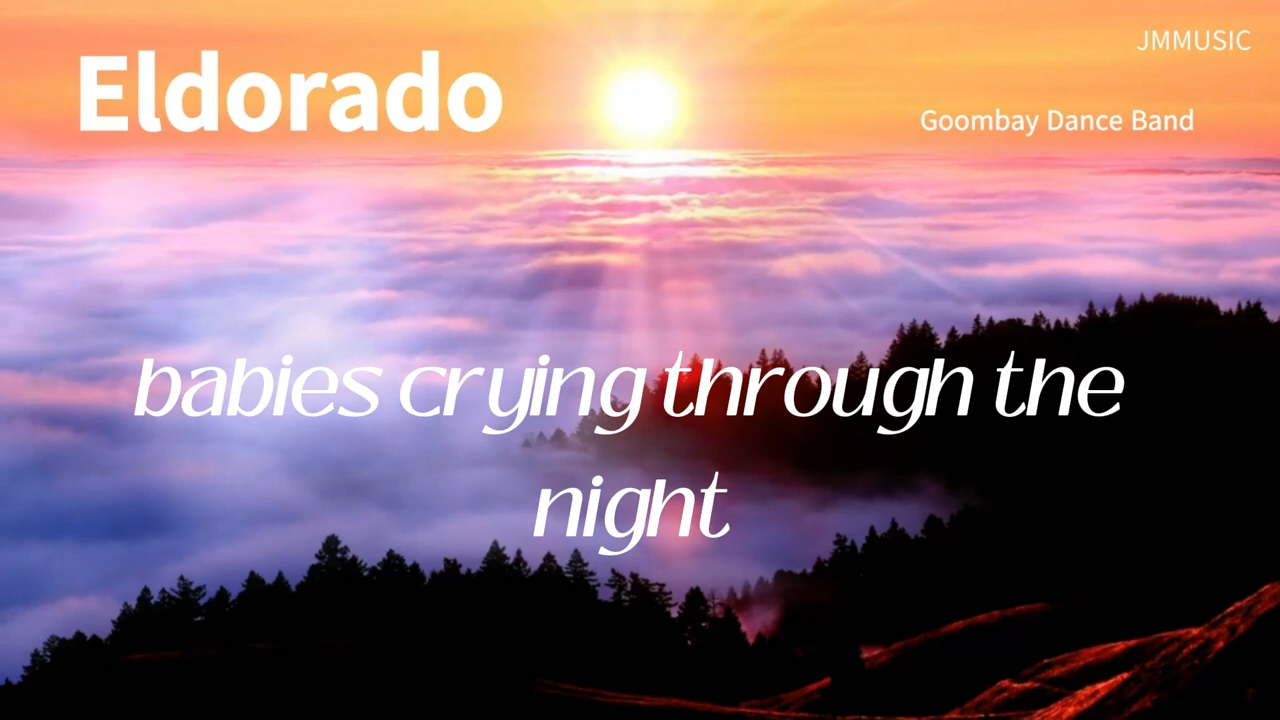 Eldorado
JMMUSIC
Goombay Dance Band
babies crying through the
night